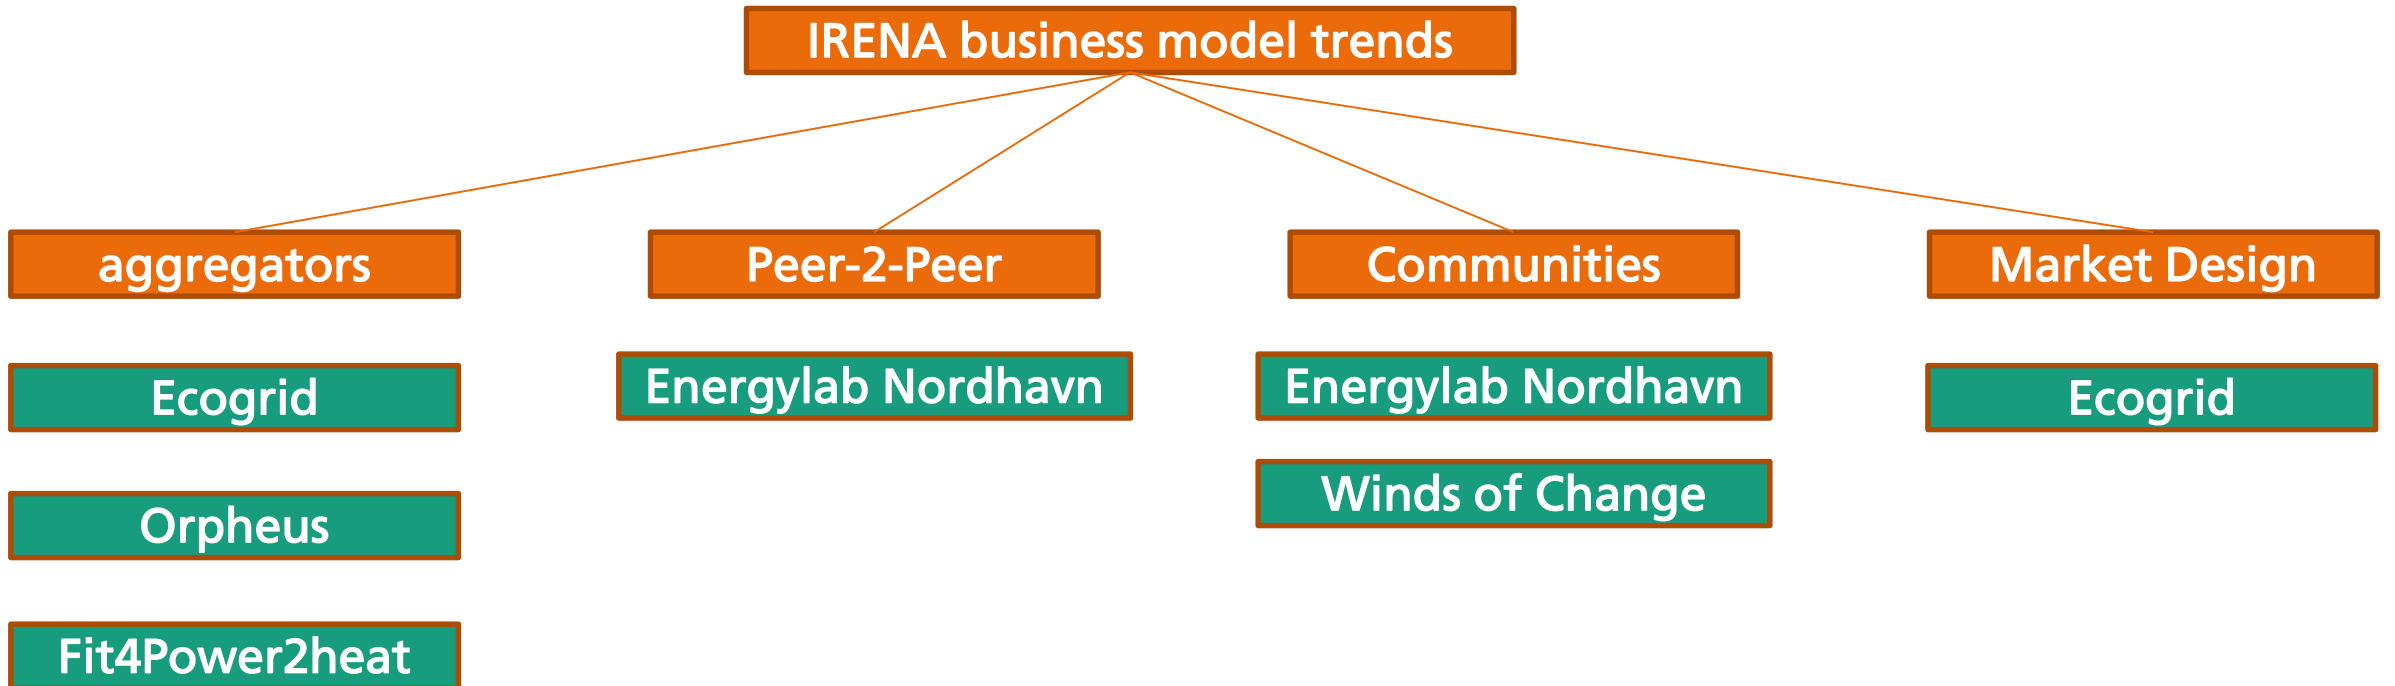 IRENA business model trends
aggregators
Peer-2-Peer
Communities
Market Design
Ecogrid
Orpheus
Fit4Power2heat
Energylab Nordhavn
Energylab Nordhavn
Winds of Change
Ecogrid